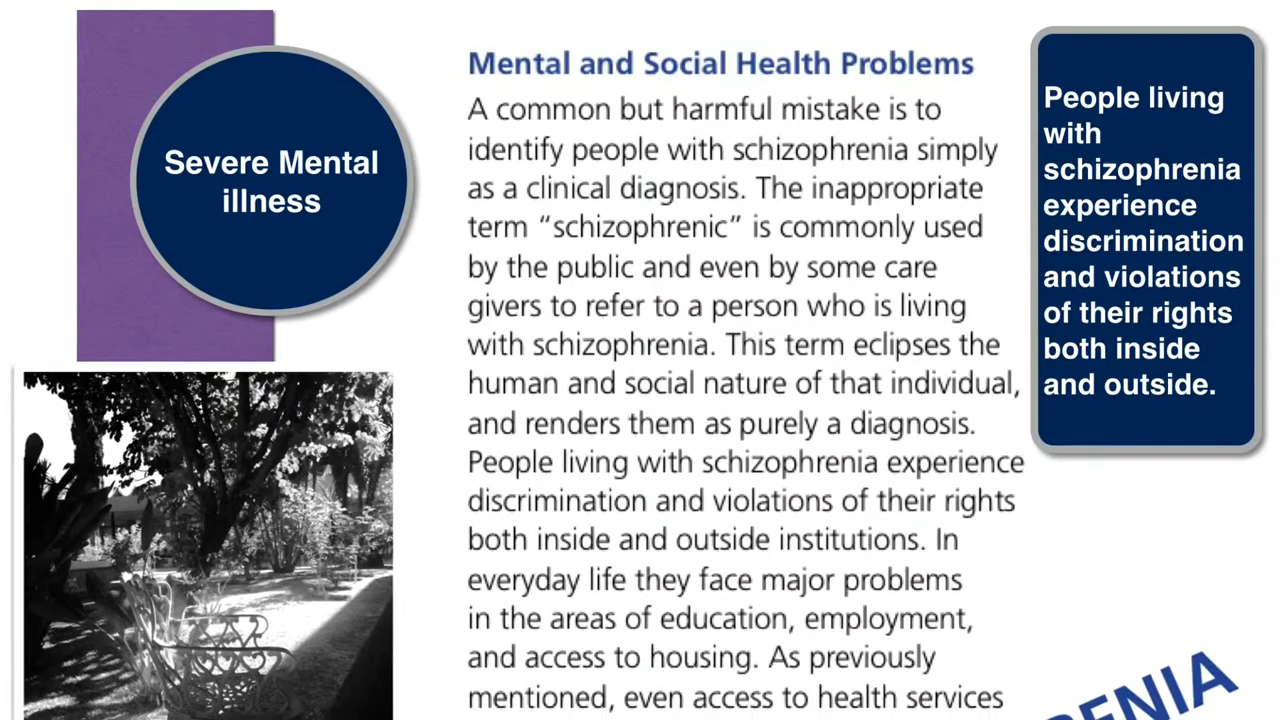 Severe Mental
illness
Mental and Social Health Problems
A common but harmful mistake is to
identify people with schizophrenia simply
as a clinical diagnosis. The inappropriate
term “schizophrenic” is commonly used
by the public and even by some care
givers to refer to a person who is living
with schizophrenia. This term eclipses the
human and social nature of that individual,
and renders them as purely a diagnosis.
People living with schizophrenia experience
discrimination and violations of their rights
both inside and outside institutions. In
everyday life they face major problems
in the areas of education, employment,
and access to housing. As previously
mentioned, even access to health services
People living
with
schizophrenia
experience
discrimination
and violations
of their rights
both inside
and outside.
RENIA